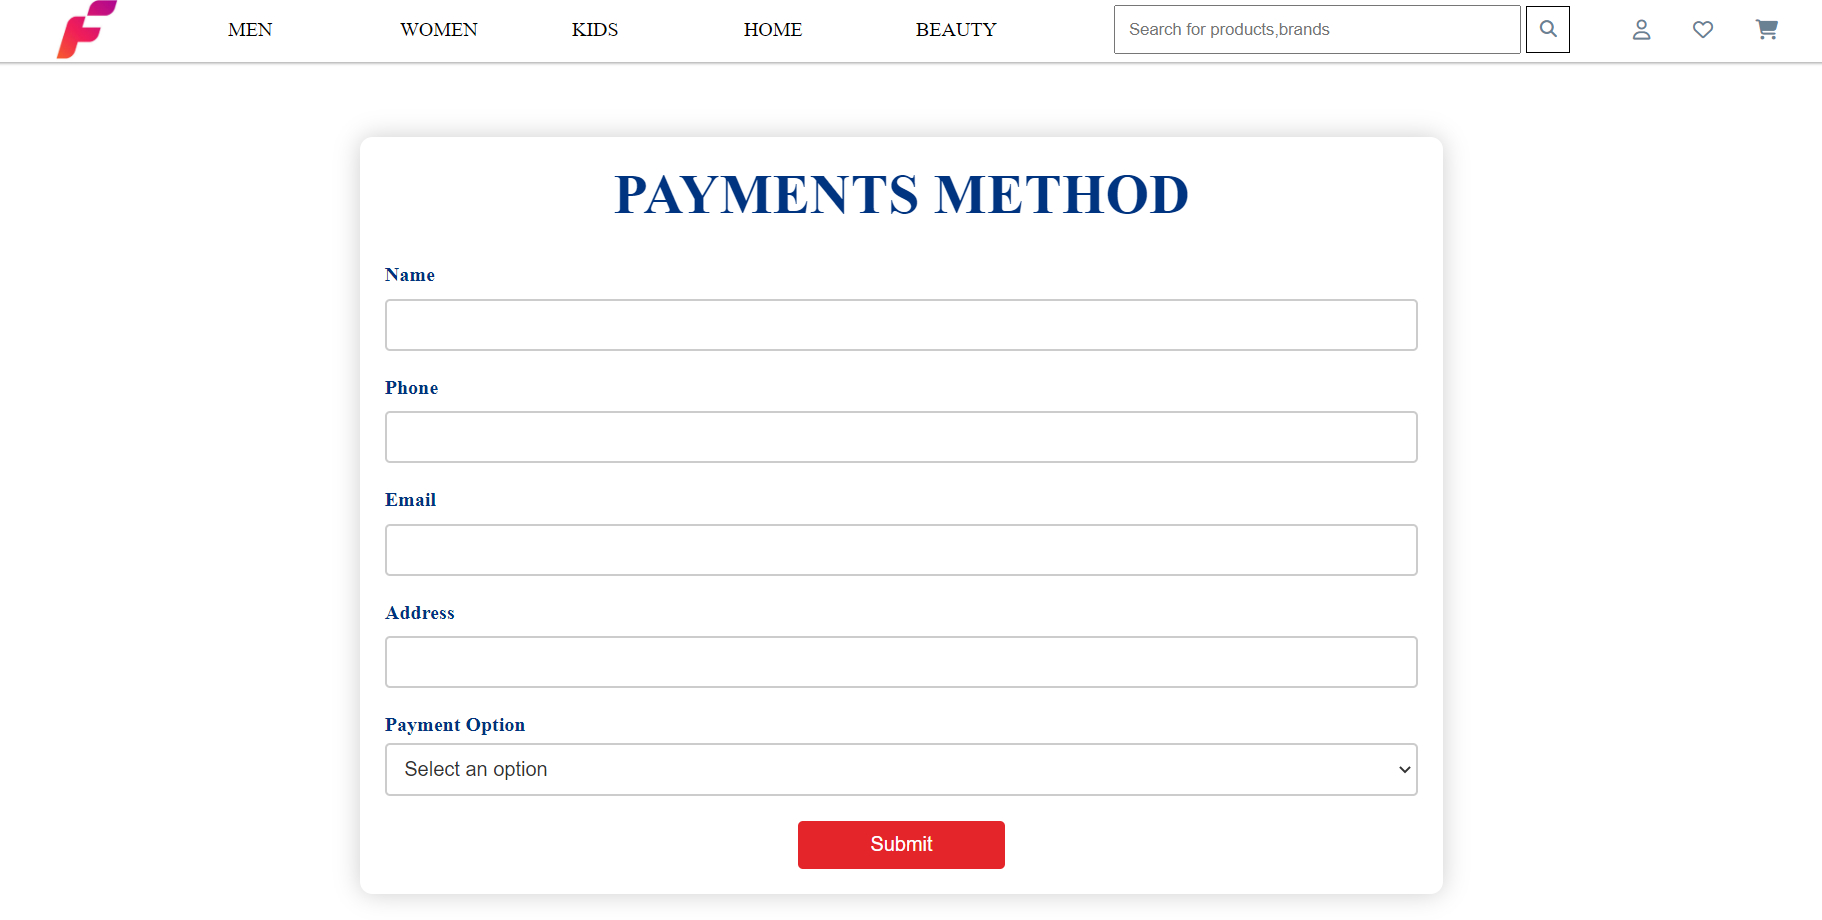 MEN WOMEN KIDS HOME BEAUTY Search for products,brands
PAYMENTS METHOD
Name
Phone
Email
Address
Payment Option
Select an option
Submit